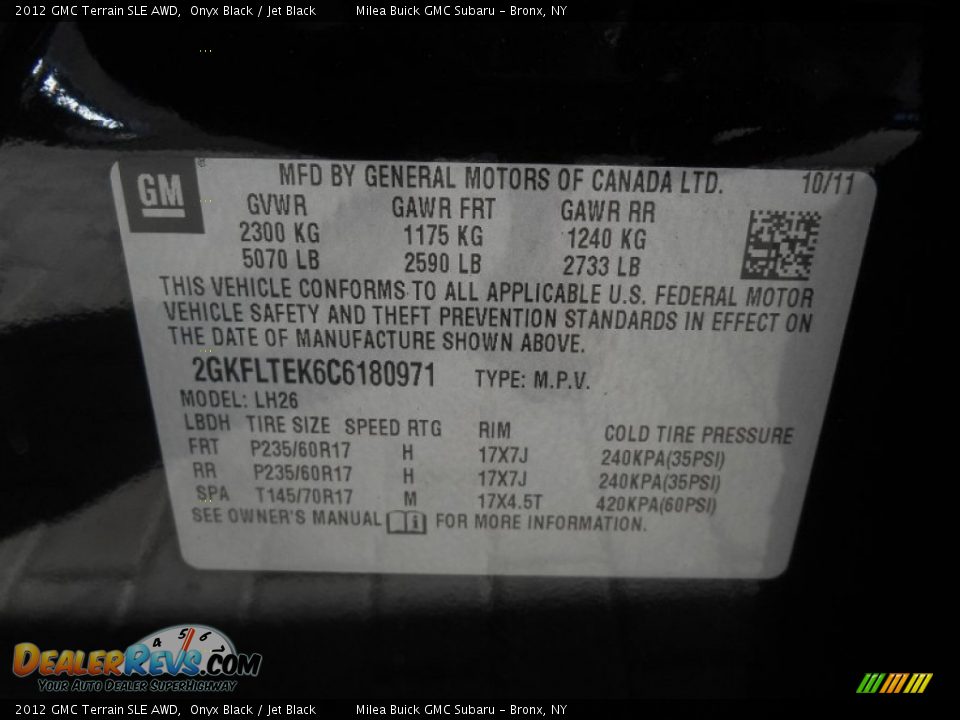 2012 GMC Terrain SLE AWD, Onyx Black / Jet Black Milea Buick GMC Subaru - Bronx, NY
GM MFD BY GENERAL MOTORS OF CANADA LTD. 10/11
GVWR GAWR FRT GAWR RR
2300 KG 1175 KG 1240 KG
5070 LB 2590 LB 2733 LB
THIS VEHICLE CONFORMS TO ALL APPLICABLE U.S. FEDERAL MOTOR
VEHICLE SAFETY AND THEFT PREVENTION STANDARDS IN EFFECT ON
THE DATE OF MANUFACTURE SHOWN ABOVE.
2GKFLTEK6C6180971 TYPE: M.P.V.
MODEL: LH26
LBDH TIRE SIZE SPEED RTG RIM COLD TIRE PRESSURE
FRT P235/60R17 H 17X7J 240KPA(35PSI)
RR P235/60R17 H 17X7J 240KPA(35PSI)
SPA T145/70R17 M 17X4.5T 420KPA(60PSI)
SEE OWNER'S MANUAL FOR MORE INFORMATION.
4 5 6
DEALERREVS.COM
YOUR AUTO DEALER SUPERHIGHWAY
2012 GMC Terrain SLE AWD, Onyx Black / Jet Black Milea Buick GMC Subaru - Bronx, NY